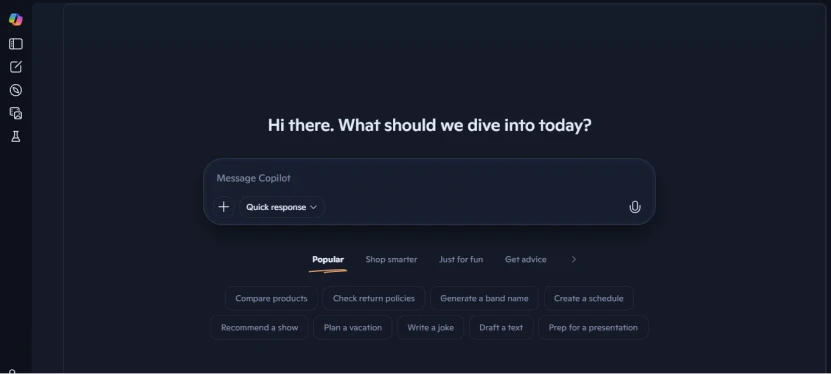 Hi there. What should we dive into today?
Message Copilot
Quick response
Popular Shop smarter Just for fun Get advice
Compare products Check return policies Generate a band name Create a schedule
Recommend a show Plan a vacation Write a joke Draft a text Prep for a presentation